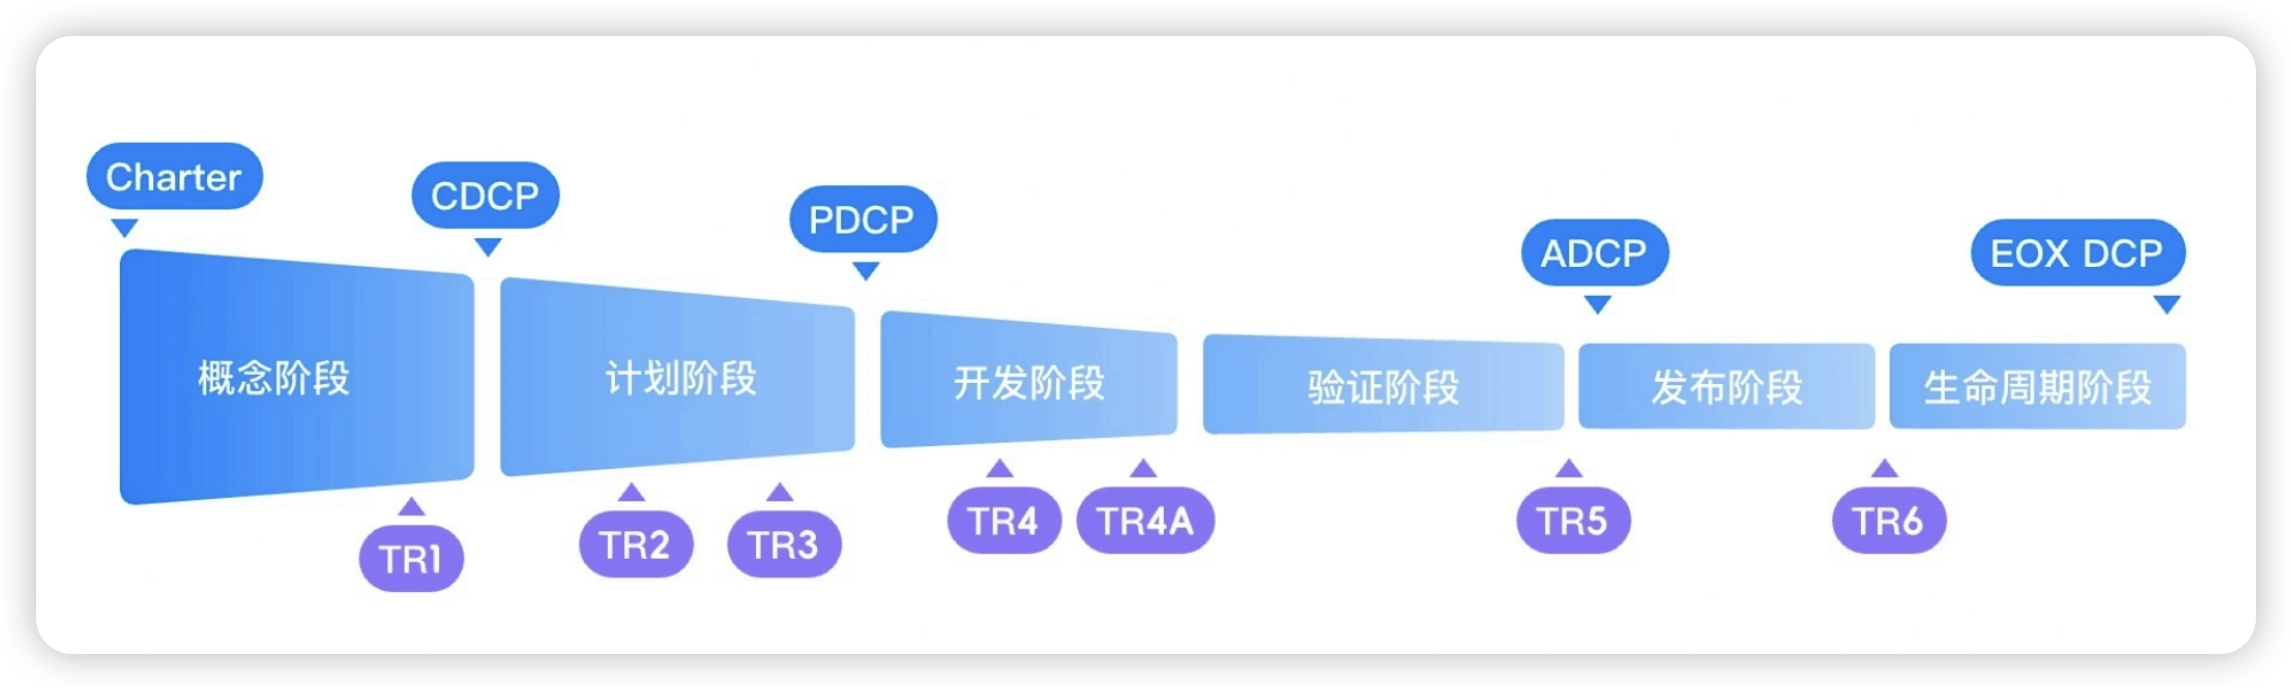 Charter
CDCP
PDCP
ADCP
EOX DCP
概念阶段
计划阶段
开发阶段
验证阶段
发布阶段
生命周期阶段
TR1
TR2
TR3
TR4
TR4A
TR5
TR6